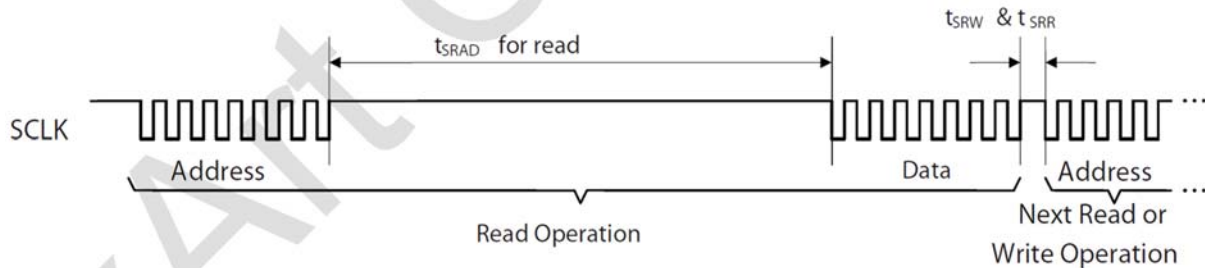 tSRW & tSRR
tSRAD for read
SCLK
...
Address
Data
Address
...
Read Operation
Next Read or
Write Operation